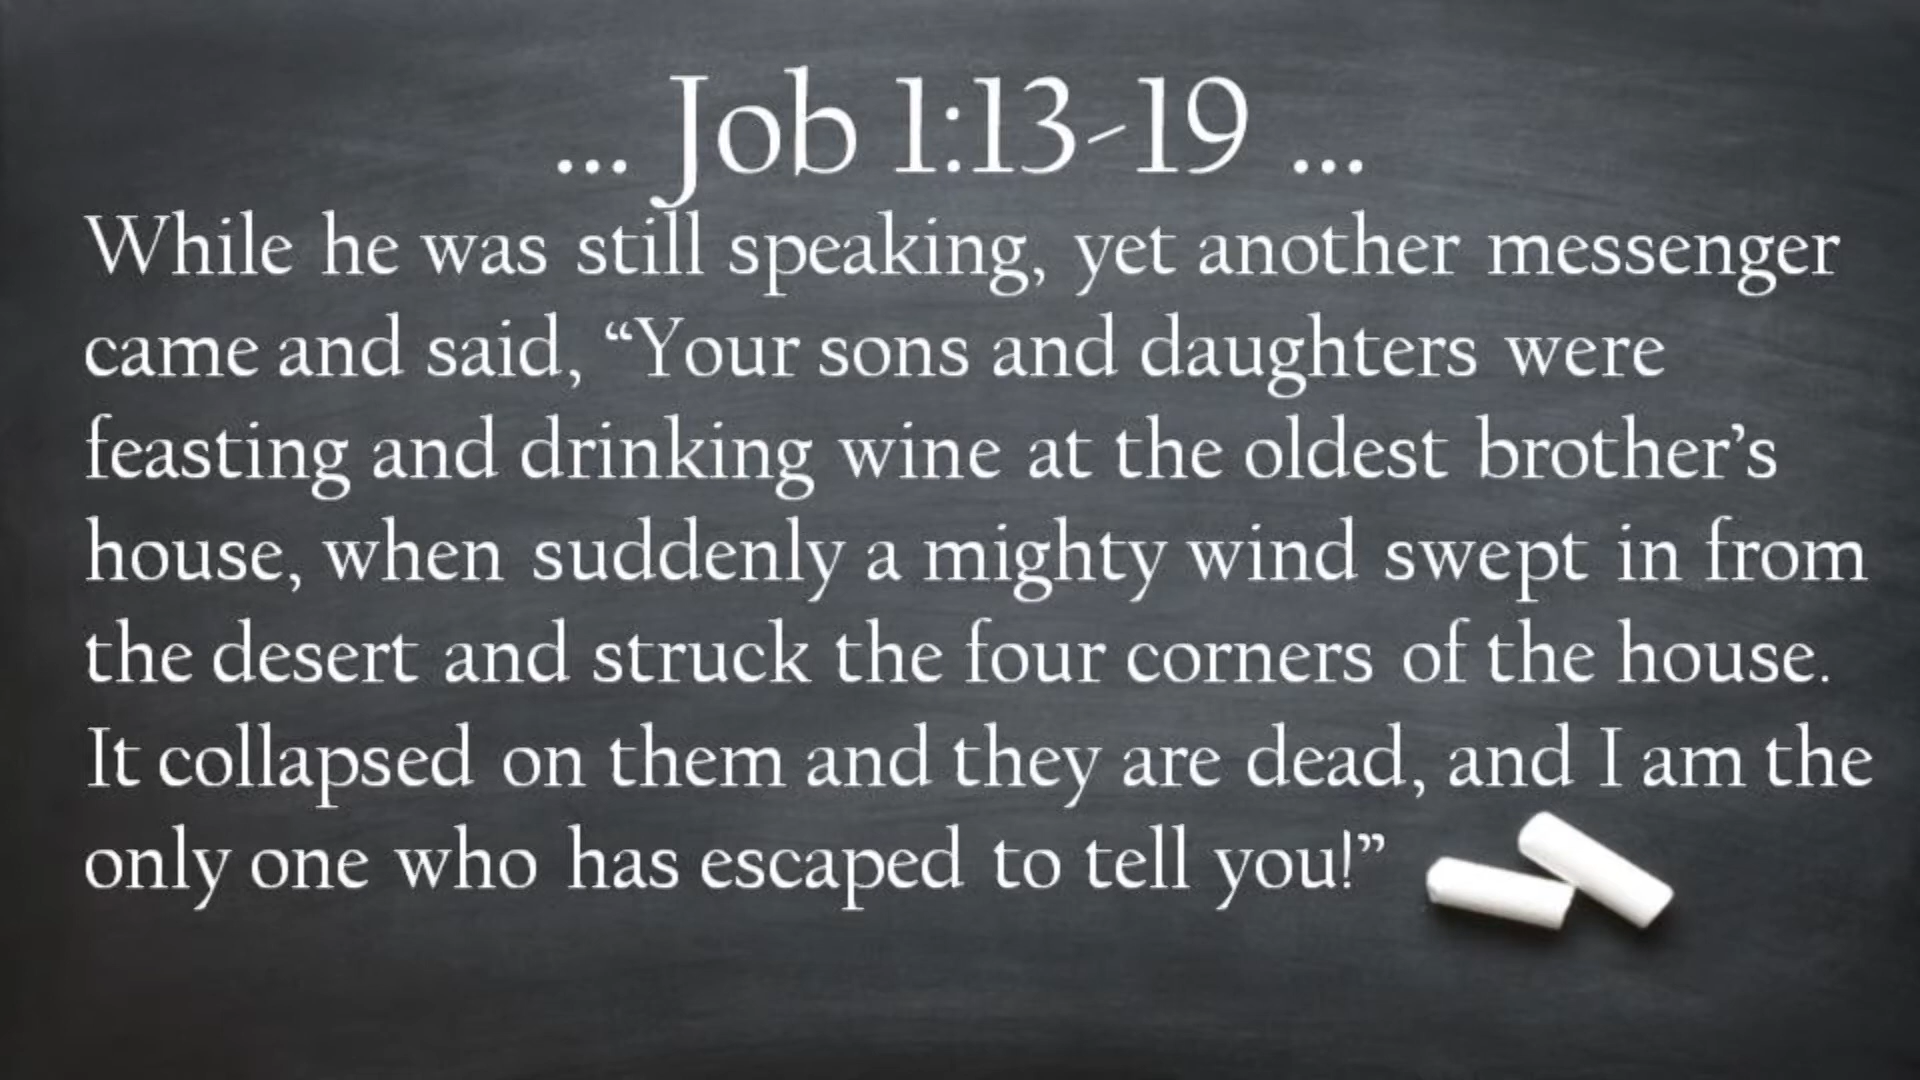 ... Job 1:13-19 ...
While he was still speaking, yet another messenger
came and said, “Your sons and daughters were
feasting and drinking wine at the oldest brother’s
house, when suddenly a mighty wind swept in from
the desert and struck the four corners of the house.
It collapsed on them and they are dead, and I am the
only one who has escaped to tell you!”